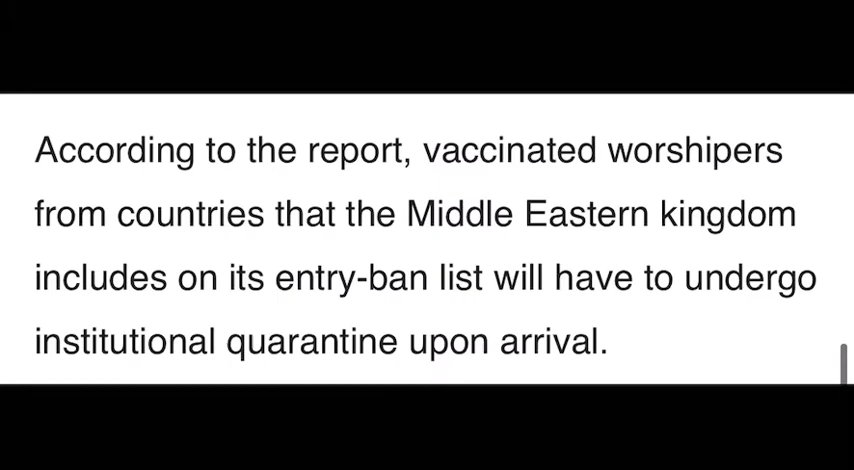 According to the report, vaccinated worshipers
from countries that the Middle Eastern kingdom
includes on its entry-ban list will have to undergo
institutional quarantine upon arrival.